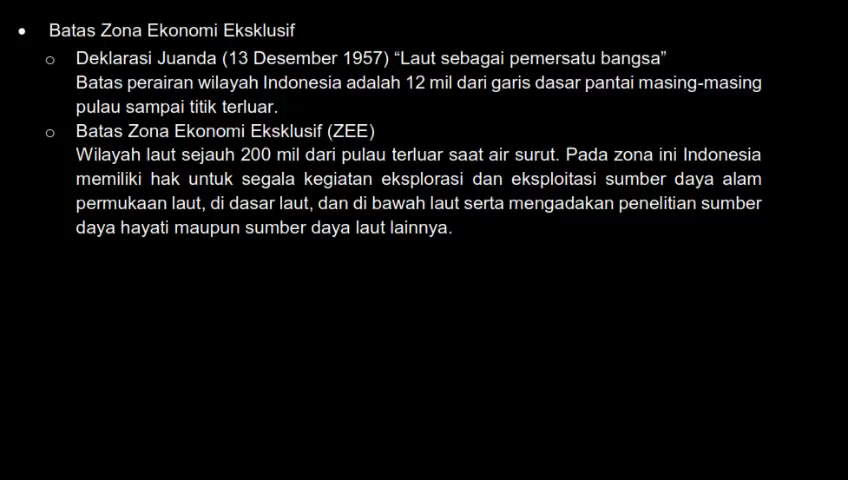 • Batas Zona Ekonomi Eksklusif
o Deklarasi Juanda (13 Desember 1957) “Laut sebagai pemersatu bangsa”
Batas perairan wilayah Indonesia adalah 12 mil dari garis dasar pantai masing-masing
pulau sampai titik terluar.
o Batas Zona Ekonomi Eksklusif (ZEE)
Wilayah laut sejauh 200 mil dari pulau terluar saat air surut. Pada zona ini Indonesia
memiliki hak untuk segala kegiatan eksplorasi dan eksploitasi sumber daya alam
permukaan laut, di dasar laut, dan di bawah laut serta mengadakan penelitian sumber
daya hayati maupun sumber daya laut lainnya.